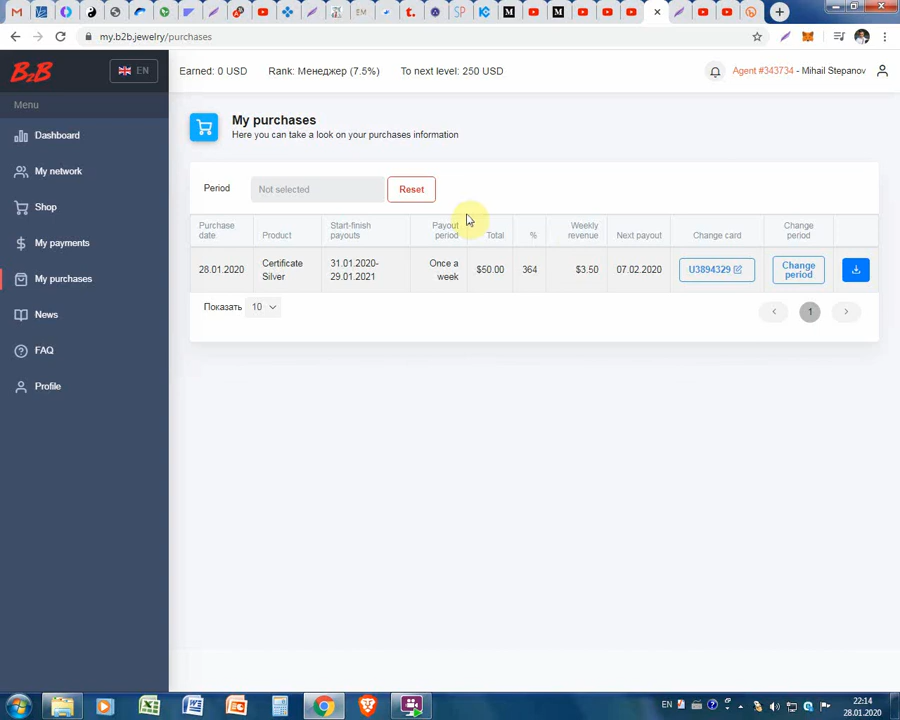 my.b2b.jewelry/purchases
B2B
EN
Earned: 0 USD
Rank: Менеджер (7.5%)
To next level: 250 USD
Agent #343734 - Mihail Stepanov
Menu
Dashboard
My network
Shop
My payments
My purchases
News
FAQ
Profile
My purchases
Here you can take a look on your purchases information
Period
Not selected
Reset
Purchase date
Product
Start-finish payouts
Payout period
Total
%
Weekly revenue
Next payout
Change card
Change period
28.01.2020
Certificate Silver
31.01.2020-
29.01.2021
Once a week
$50.00
364
$3.50
07.02.2020
U3894329
Change period
Показать
10
1
EN
22:14
28.01.2020